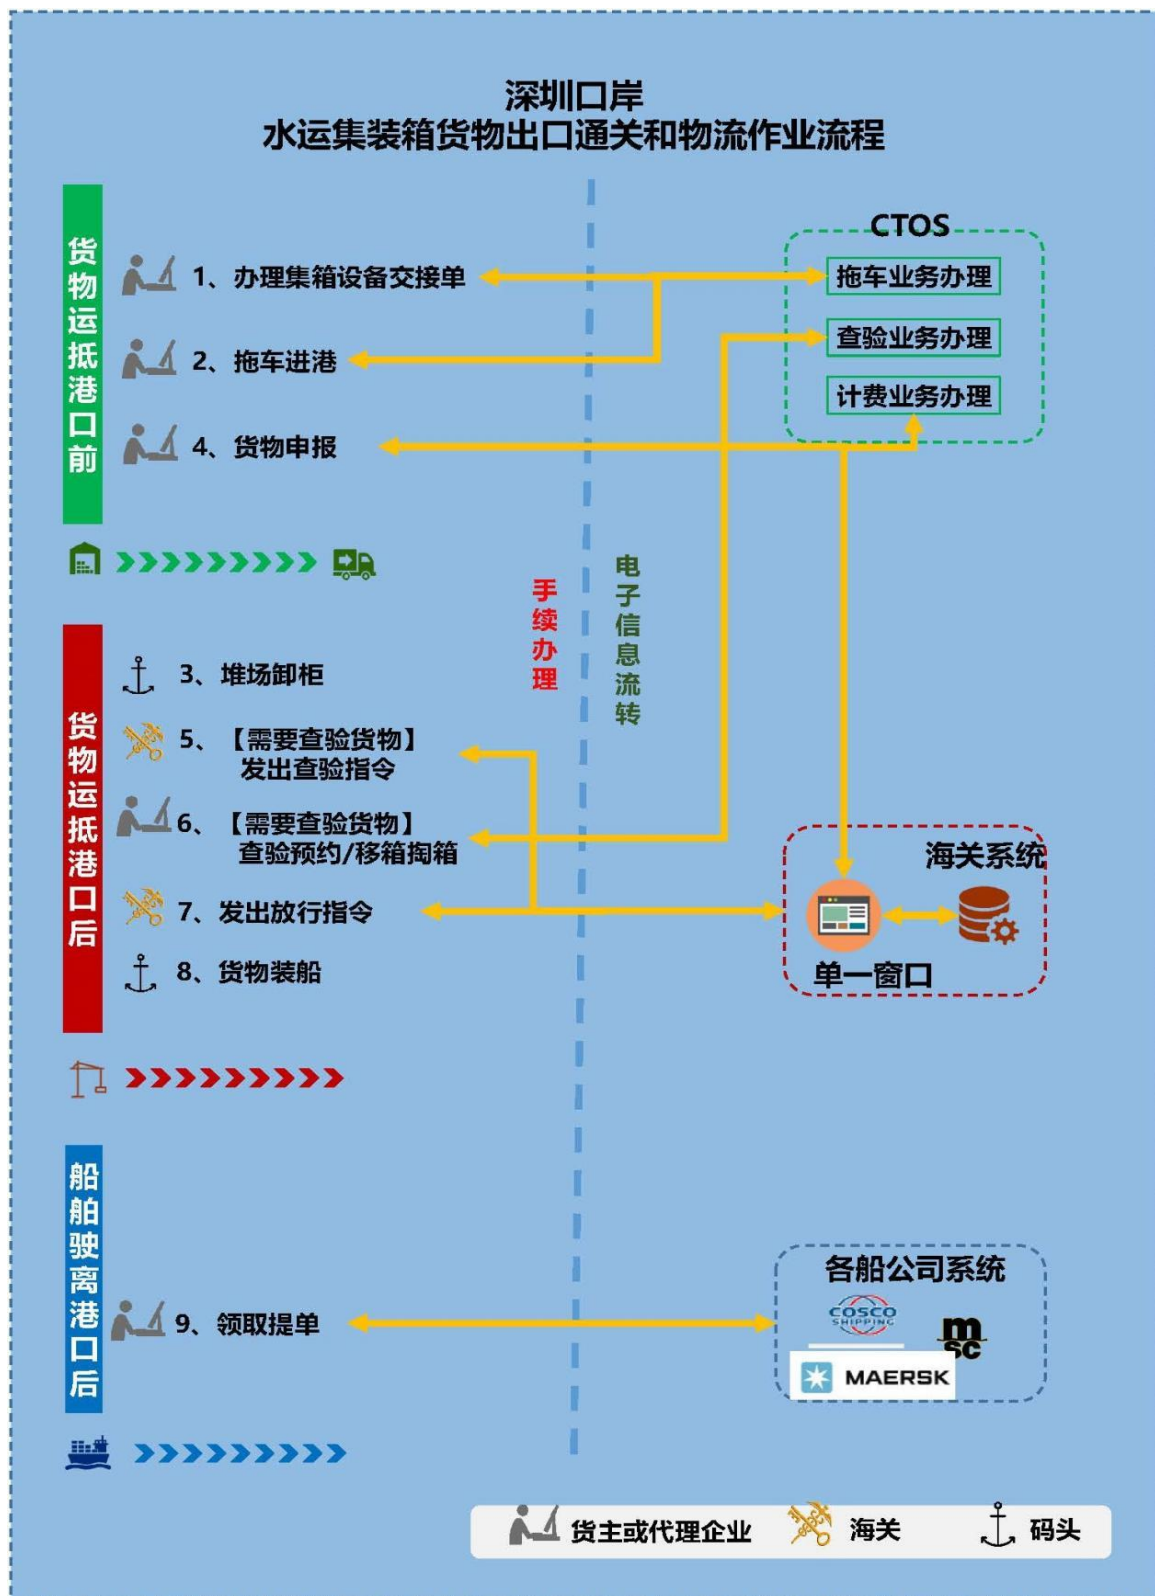 深圳口岸
水运集装箱货物出口通关和物流作业流程
货物运抵港口前
CTOS
1、办理集箱设备交接单
拖车业务办理
查验业务办理
2、拖车进港
计费业务办理
4、货物申报
手续办理
电子信息流转
货物运抵港口后
3、堆场卸柜
5、【需要查验货物】
发出查验指令
6、【需要查验货物】
查验预约/移箱掏箱
7、发出放行指令
8、货物装船
海关系统
单一窗口
船舶驶离港口后
9、领取提单
各船公司系统
COSCO
SHIPPING
m
sc
MAERSK
货主或代理企业
海关
码头